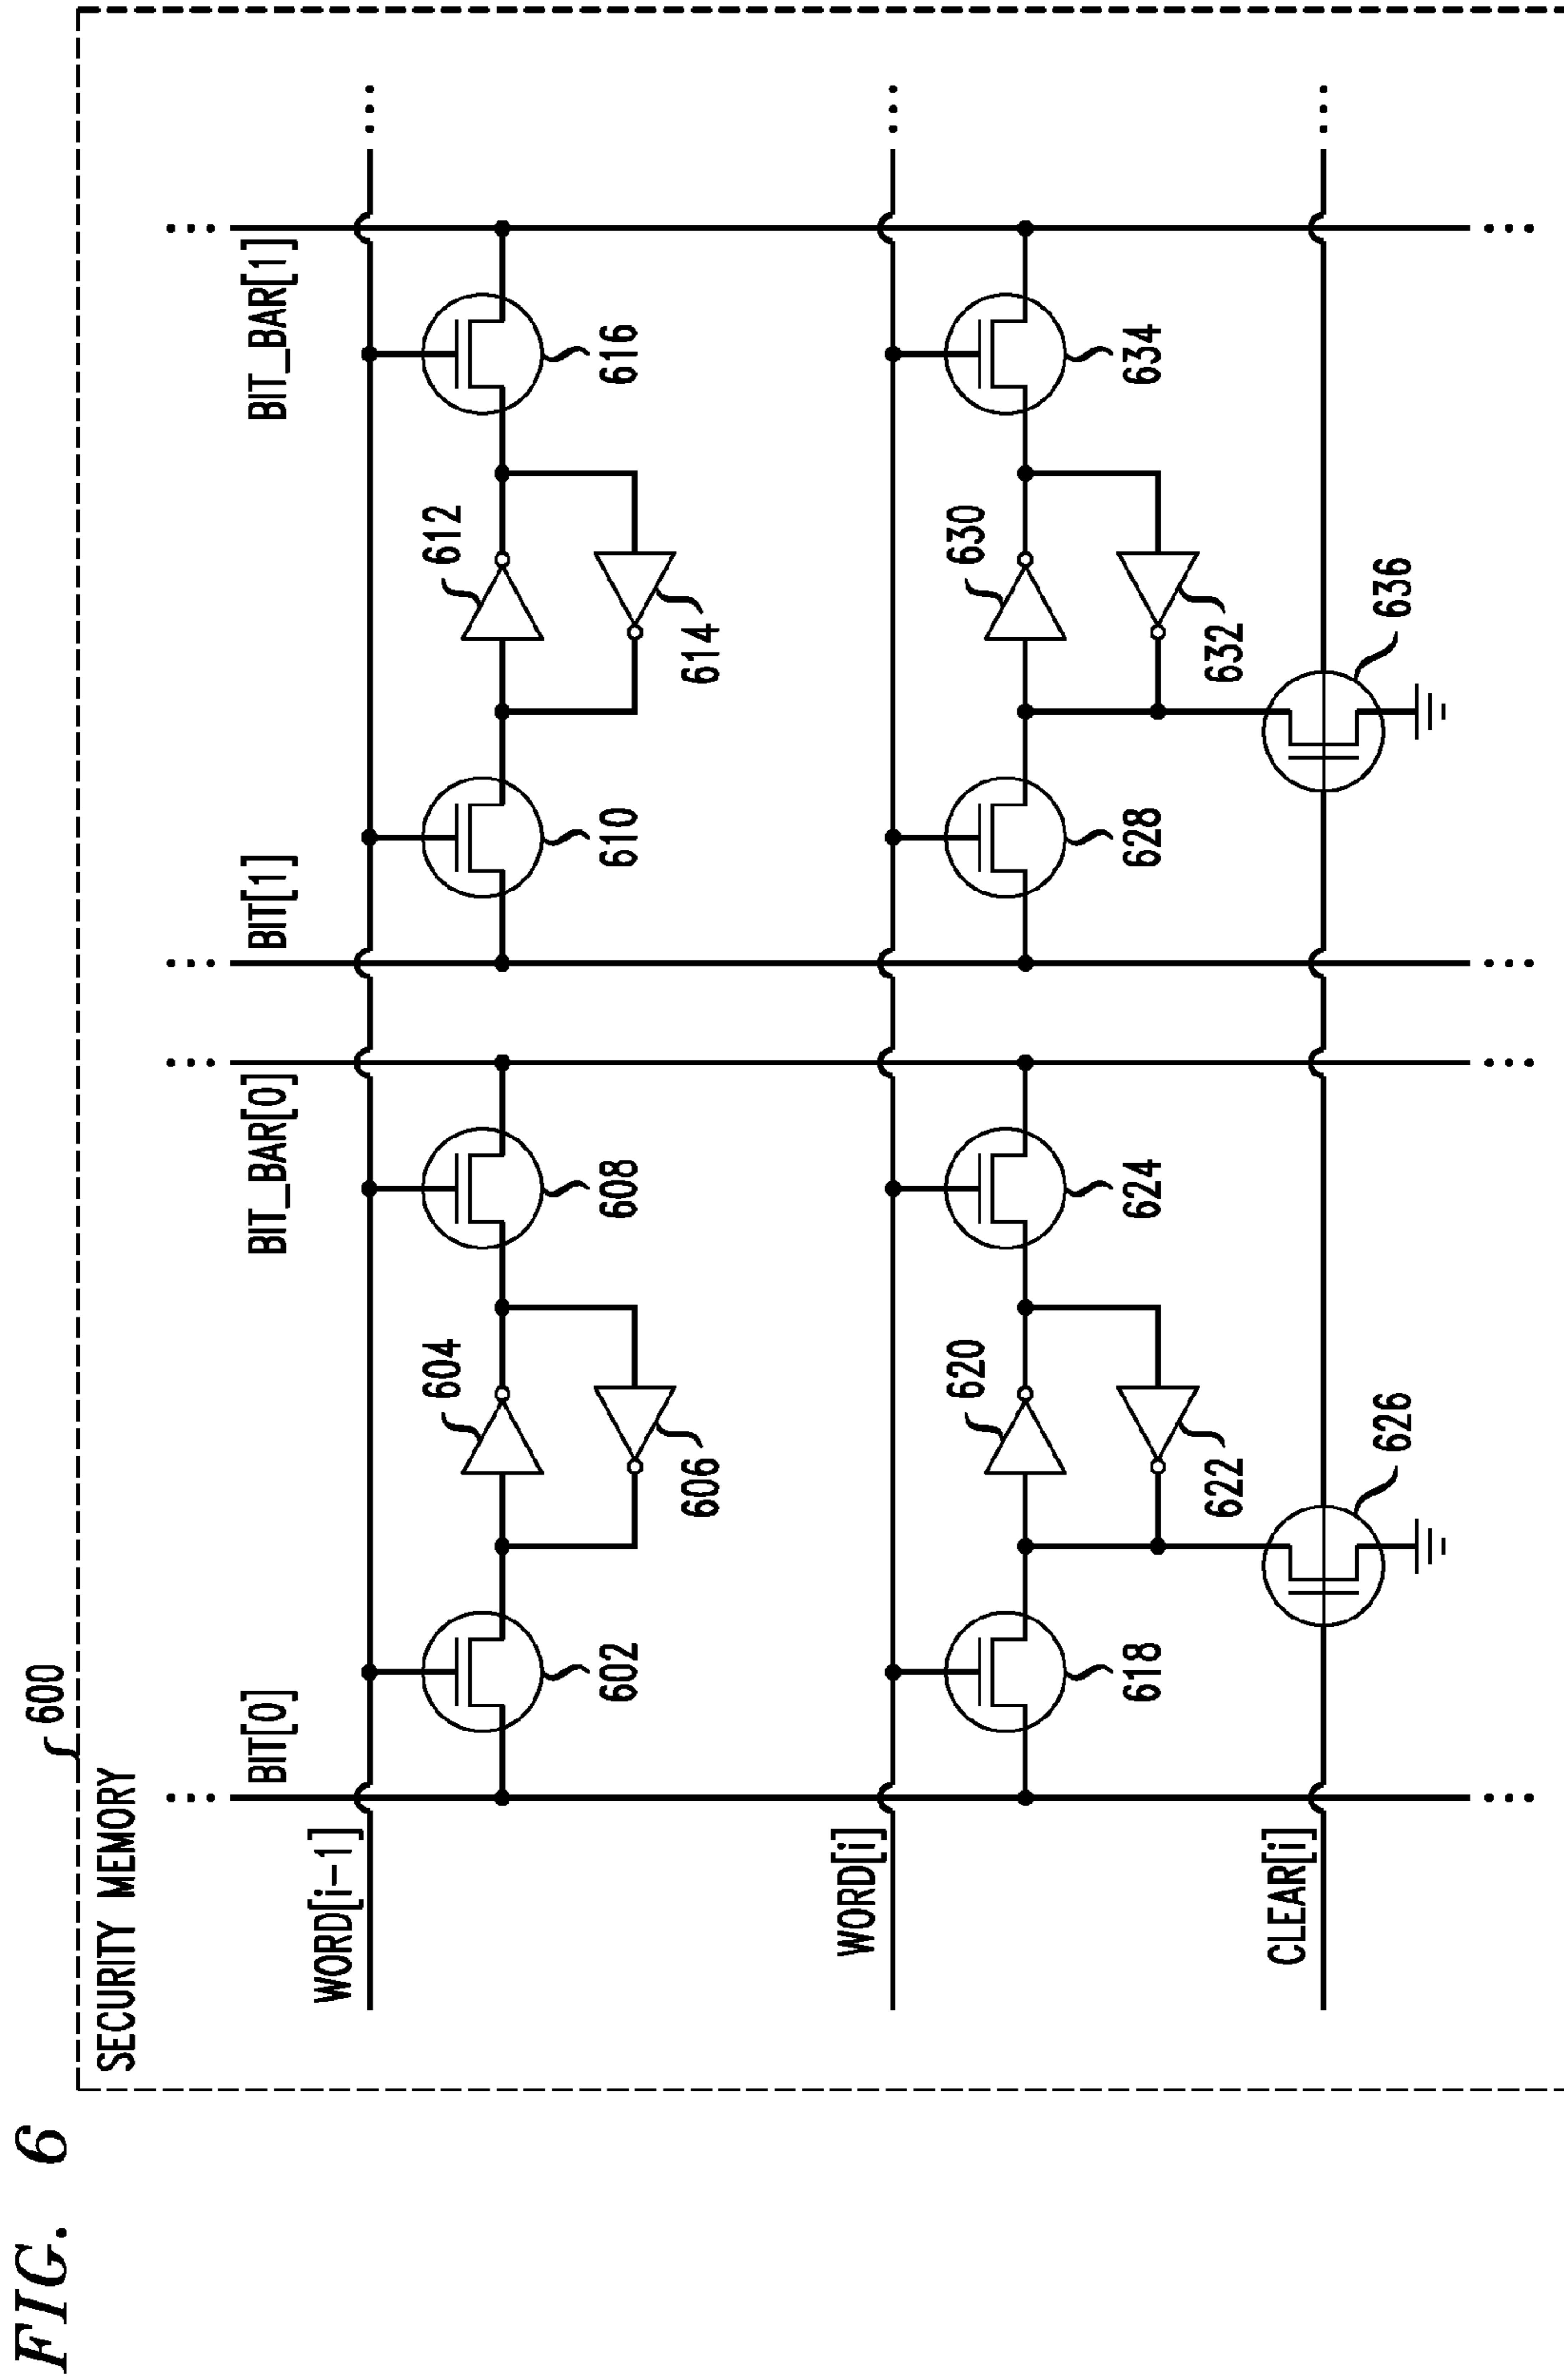 FIG. 6
600
SECURITY MEMORY
BIT[0]
BIT_BAR[0]
BIT[1]
BIT_BAR[1]
WORD[i-1]
602
604
606
608
610
612
614
616
WORD[i]
618
620
622
624
628
630
632
634
CLEAR[i]
626
636